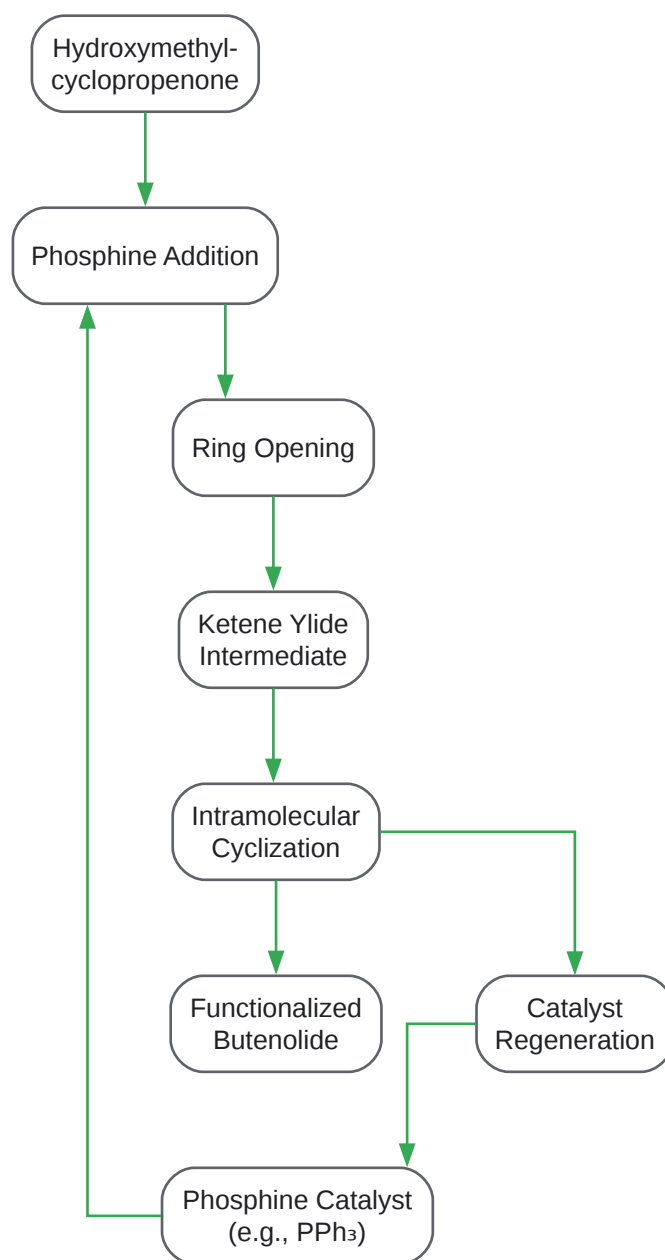 Hydroxymethyl-
cyclopropenone
Phosphine Addition
Ring Opening
Ketene Ylide
Intermediate
Intramolecular
Cyclization
Functionalized
Butenolide
Catalyst
Regeneration
Phosphine Catalyst
(e.g., PPh₃)